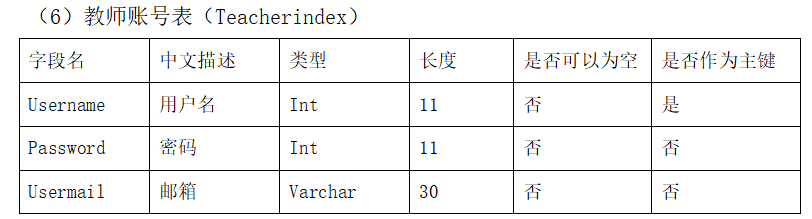 （6）教师账号表（Teacherindex）
字段名 中文描述 类型 长度 是否可以为空 是否作为主键
Username 用户名 Int 11 否 是
Password 密码 Int 11 否 否
Usermail 邮箱 Varchar 30 否 否